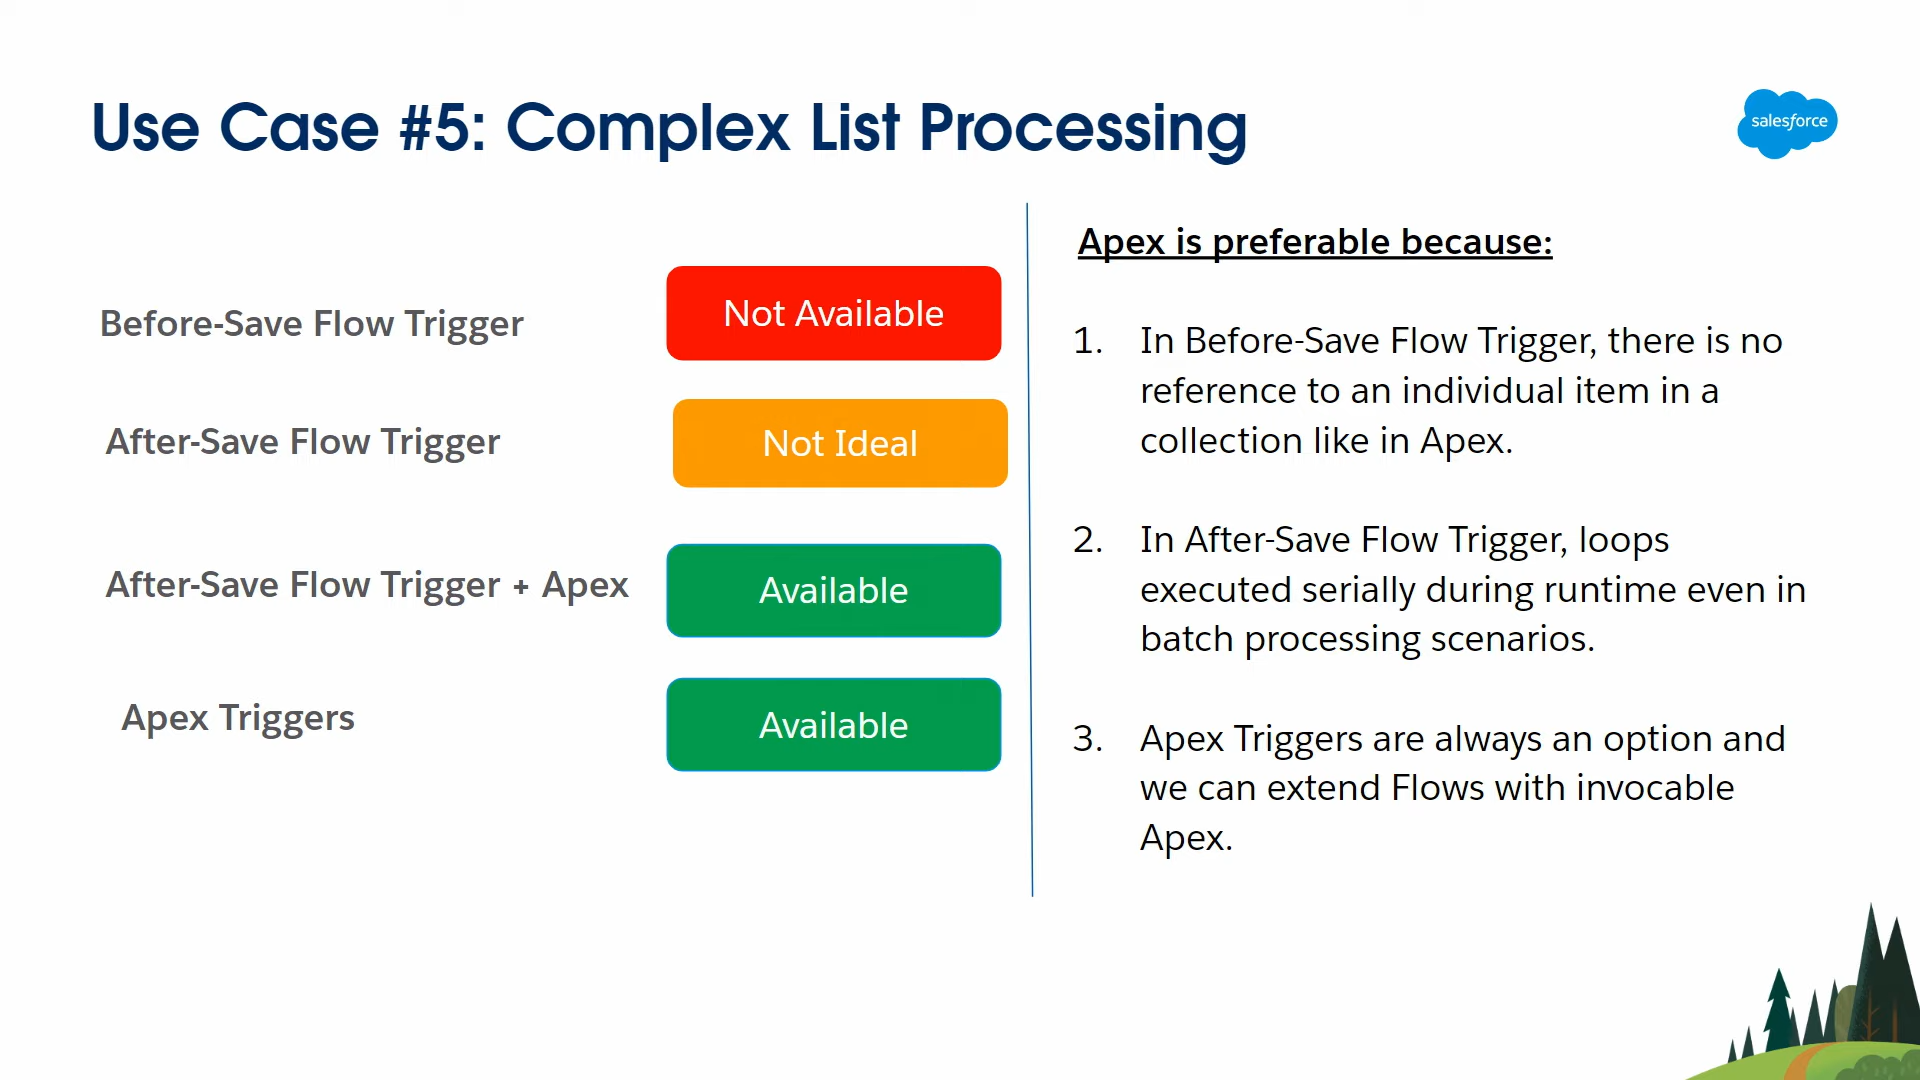 Use Case #5: Complex List Processing
salesforce
Before-Save Flow Trigger
Not Available
After-Save Flow Trigger
Not Ideal
After-Save Flow Trigger + Apex
Available
Apex Triggers
Available
Apex is preferable because:
1. In Before-Save Flow Trigger, there is no
reference to an individual item in a
collection like in Apex.
2. In After-Save Flow Trigger, loops
executed serially during runtime even in
batch processing scenarios.
3. Apex Triggers are always an option and
we can extend Flows with invocable
Apex.